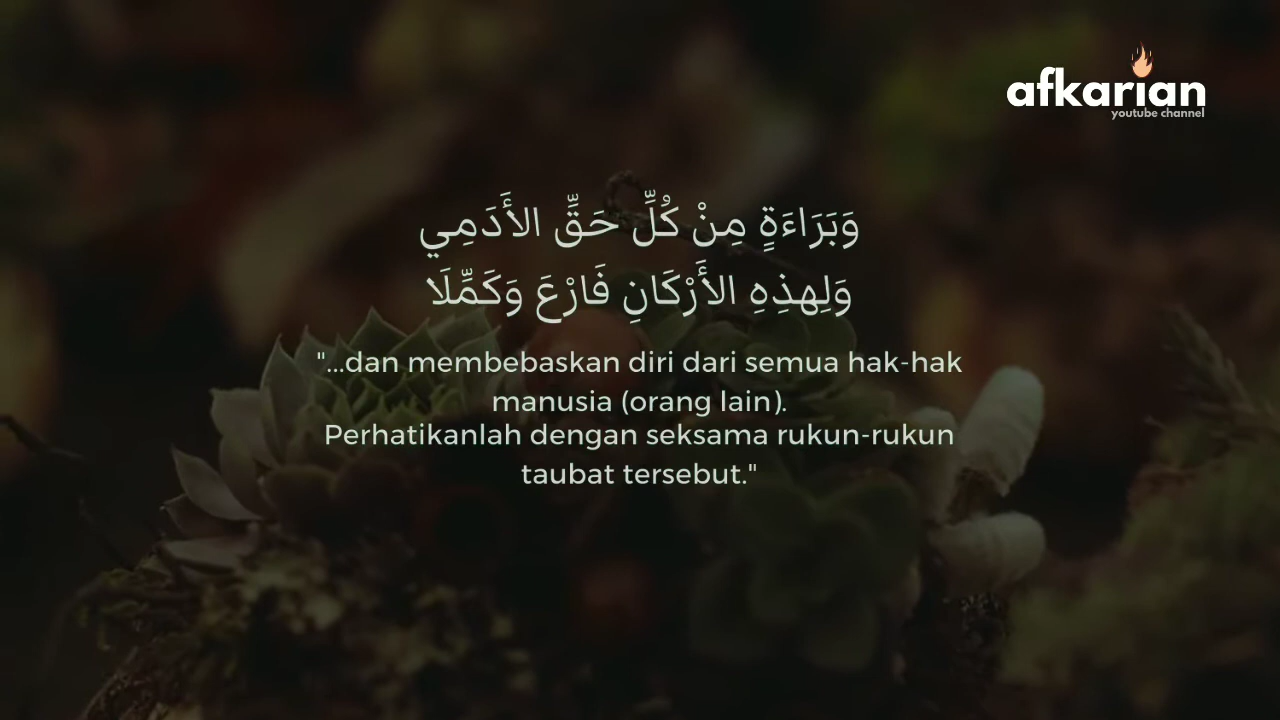 afkarian
youtube channel
وَبَرَاءَةٍ مِنْ كُلِّ حَقِّ الأَدَمِي
وَلِهذِهِ الأَرْكَانِ فَارْعَ وَكَمِّلَا
"...dan membebaskan diri dari semua hak-hak
manusia (orang lain).
Perhatikanlah dengan seksama rukun-rukun
taubat tersebut."